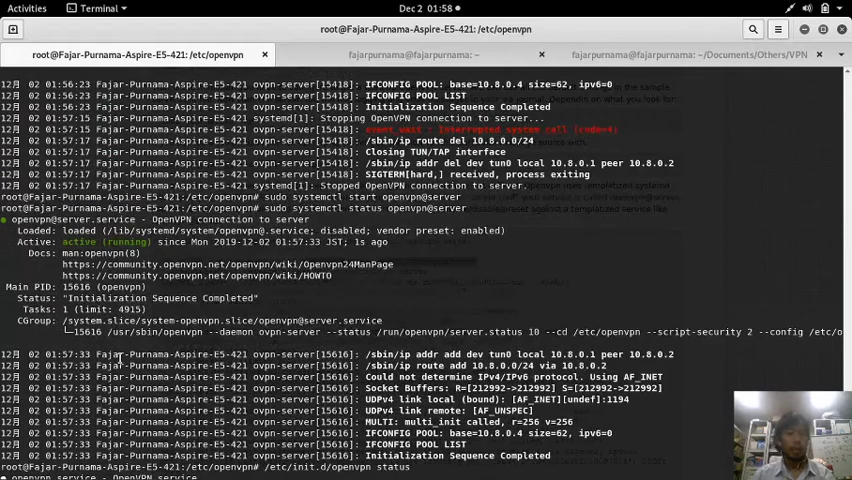 Activities Terminal Dec 2 01:58
root@Fajar-Purnama-Aspire-E5-421: /etc/openvpn
root@Fajar-Purnama-Aspire-E5-421: /etc/openvpn × fajarpurnama@fajarpurnama: ~ × fajarpurnama@fajarpurnama: ~/Documents/Others/VPN ×
12月 02 01:56:23 Fajar-Purnama-Aspire-E5-421 ovpn-server[15418]: IFCONFIG POOL: base=10.8.0.4 size=62, ipv6=0
12月 02 01:56:23 Fajar-Purnama-Aspire-E5-421 ovpn-server[15418]: IFCONFIG POOL LIST
12月 02 01:56:23 Fajar-Purnama-Aspire-E5-421 ovpn-server[15418]: Initialization Sequence Completed
12月 02 01:57:15 Fajar-Purnama-Aspire-E5-421 systemd[1]: Stopping OpenVPN connection to server...
12月 02 01:57:15 Fajar-Purnama-Aspire-E5-421 ovpn-server[15418]: event_wait : Interrupted system call (code=4)
12月 02 01:57:15 Fajar-Purnama-Aspire-E5-421 ovpn-server[15418]: /sbin/ip route del 10.8.0.0/24
12月 02 01:57:15 Fajar-Purnama-Aspire-E5-421 ovpn-server[15418]: Closing TUN/TAP interface
12月 02 01:57:15 Fajar-Purnama-Aspire-E5-421 ovpn-server[15418]: /sbin/ip addr del dev tun0 local 10.8.0.1 peer 10.8.0.2
12月 02 01:57:17 Fajar-Purnama-Aspire-E5-421 ovpn-server[15418]: SIGTERM[hard,] received, process exiting
12月 02 01:57:17 Fajar-Purnama-Aspire-E5-421 systemd[1]: Stopped OpenVPN connection to server.
root@Fajar-Purnama-Aspire-E5-421:/etc/openvpn# sudo systemctl start openvpn@server
root@Fajar-Purnama-Aspire-E5-421:/etc/openvpn# sudo systemctl status openvpn@server
● openvpn@server.service - OpenVPN connection to server
Loaded: loaded (/lib/systemd/system/openvpn@.service; disabled; vendor preset: enabled)
Active: active (running) since Mon 2019-12-02 01:57:33 JST; 1s ago
Docs: man:openvpn(8)
https://community.openvpn.net/openvpn/wiki/Openvpn24ManPage
https://community.openvpn.net/openvpn/wiki/HOWTO
Main PID: 15616 (openvpn)
Status: "Initialization Sequence Completed"
Tasks: 1 (limit: 4915)
CGroup: /system.slice/system-openvpn.slice/openvpn@server.service
└─15616 /usr/sbin/openvpn --daemon ovpn-server --status /run/openvpn/server.status 10 --cd /etc/openvpn --script-security 2 --config /etc/o
12月 02 01:57:33 Fajar-Purnama-Aspire-E5-421 ovpn-server[15616]: /sbin/ip addr add dev tun0 local 10.8.0.1 peer 10.8.0.2
12月 02 01:57:33 Fajar-Purnama-Aspire-E5-421 ovpn-server[15616]: /sbin/ip route add 10.8.0.0/24 via 10.8.0.2
12月 02 01:57:33 Fajar-Purnama-Aspire-E5-421 ovpn-server[15616]: Could not determine IPv4/IPv6 protocol. Using AF_INET
12月 02 01:57:33 Fajar-Purnama-Aspire-E5-421 ovpn-server[15616]: Socket Buffers: R=[212992->212992] S=[212992->212992]
12月 02 01:57:33 Fajar-Purnama-Aspire-E5-421 ovpn-server[15616]: UDPv4 link local (bound): [AF_INET][undef]:1194
12月 02 01:57:33 Fajar-Purnama-Aspire-E5-421 ovpn-server[15616]: UDPv4 link remote: [AF_UNSPEC]
12月 02 01:57:33 Fajar-Purnama-Aspire-E5-421 ovpn-server[15616]: MULTI: multi_init called, r=256 v=256
12月 02 01:57:33 Fajar-Purnama-Aspire-E5-421 ovpn-server[15616]: IFCONFIG POOL: base=10.8.0.4 size=62, ipv6=0
12月 02 01:57:33 Fajar-Purnama-Aspire-E5-421 ovpn-server[15616]: IFCONFIG POOL LIST
12月 02 01:57:33 Fajar-Purnama-Aspire-E5-421 ovpn-server[15616]: Initialization Sequence Completed
root@Fajar-Purnama-Aspire-E5-421:/etc/openvpn# /etc/init.d/openvpn status
● openvpn.service - OpenVPN service